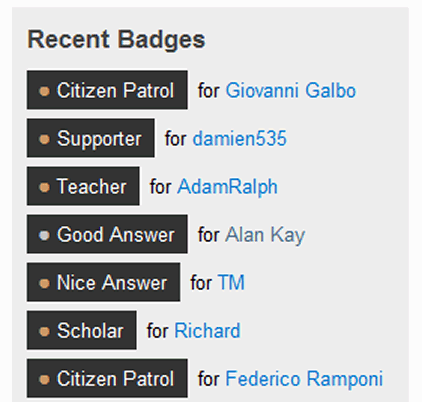 Recent Badges
Citizen Patrol for Giovanni Galbo
Supporter for damien535
Teacher for AdamRalph
Good Answer for Alan Kay
Nice Answer for TM
Scholar for Richard
Citizen Patrol for Federico Ramponi